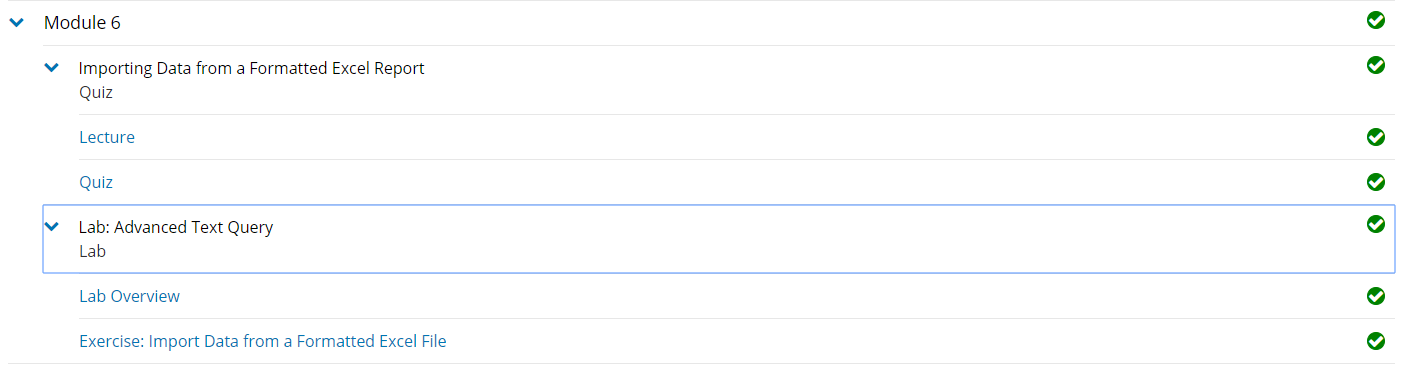 Module 6
Importing Data from a Formatted Excel Report
Quiz
Lecture
Quiz
Lab: Advanced Text Query
Lab
Lab Overview
Exercise: Import Data from a Formatted Excel File